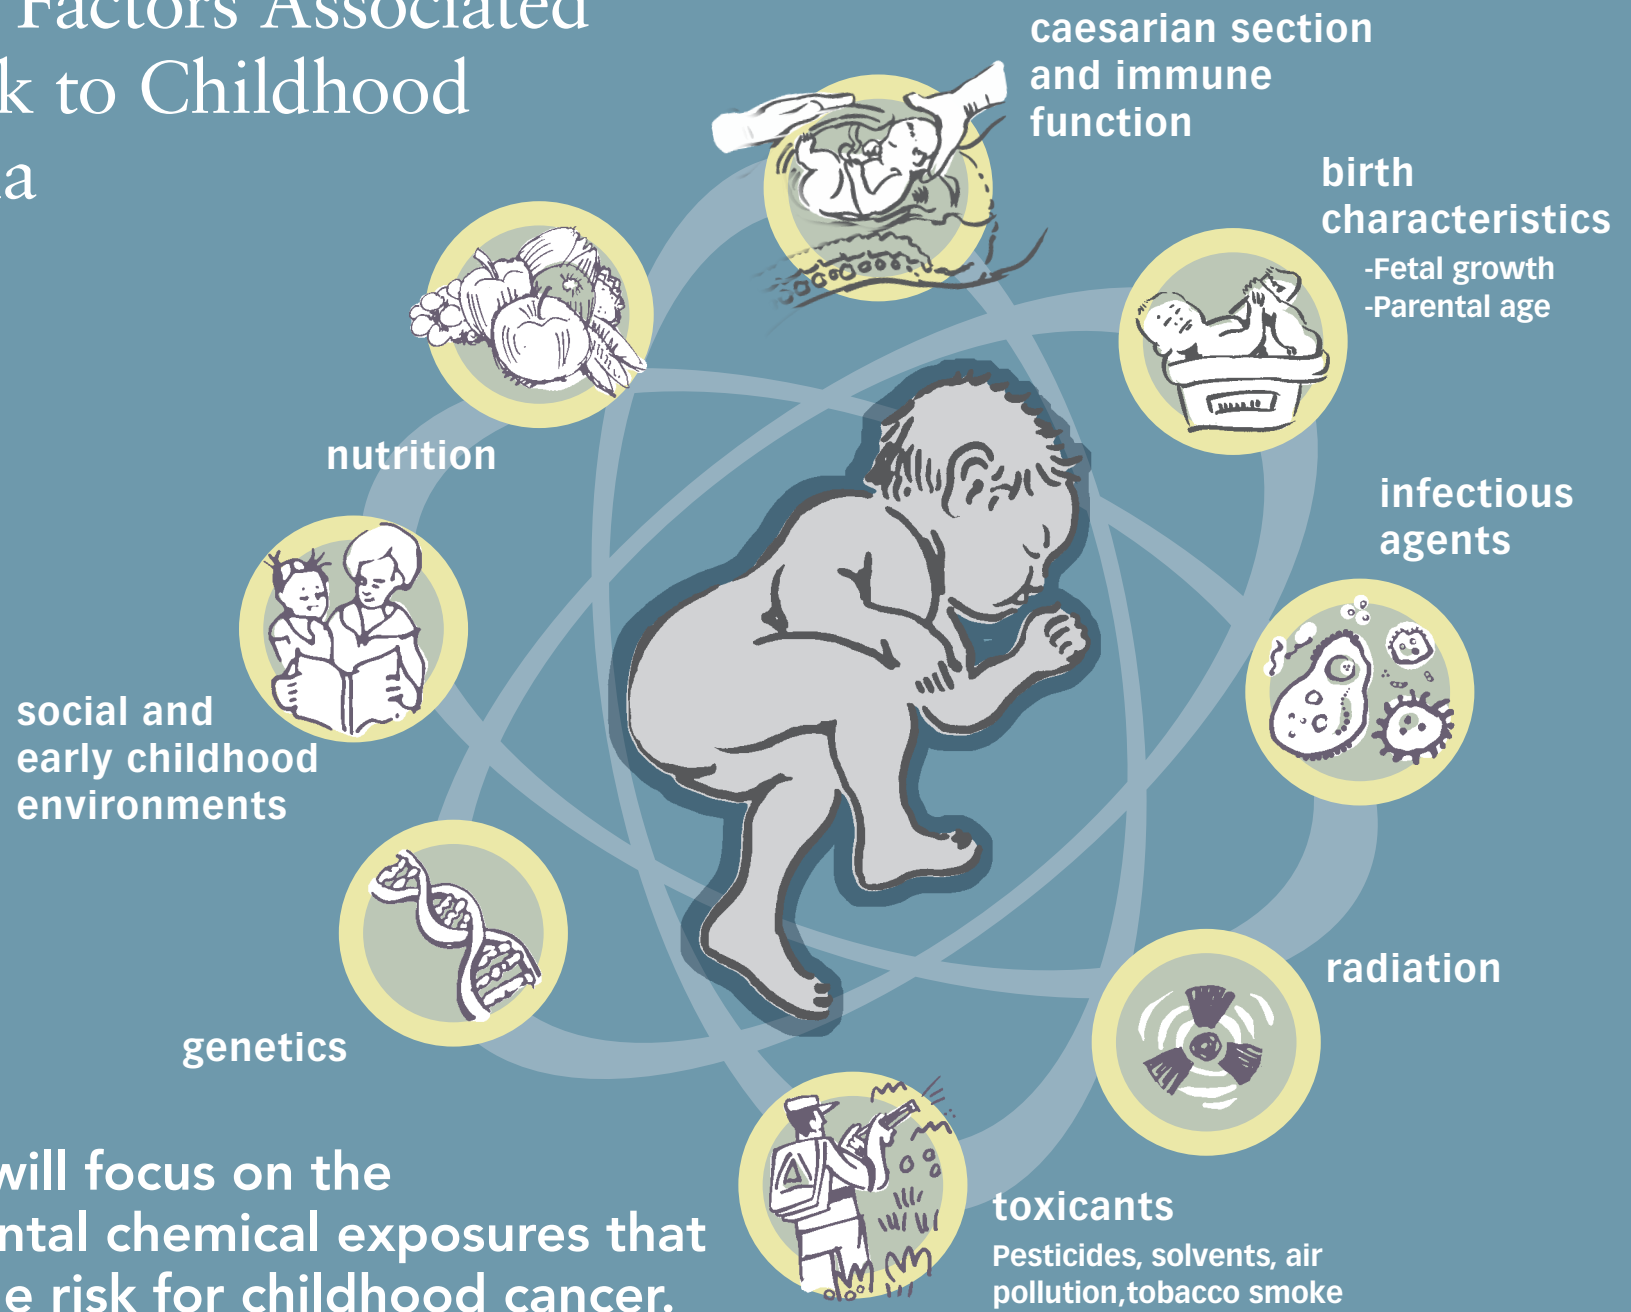 Factors Associated
k to Childhood
a
caesarian section
and immune
function
birth
characteristics
-Fetal growth
-Parental age
nutrition
infectious
agents
social and
early childhood
environments
radiation
genetics
toxicants
Pesticides, solvents, air
pollution,tobacco smoke
will focus on the
ntal chemical exposures that
e risk for childhood cancer.